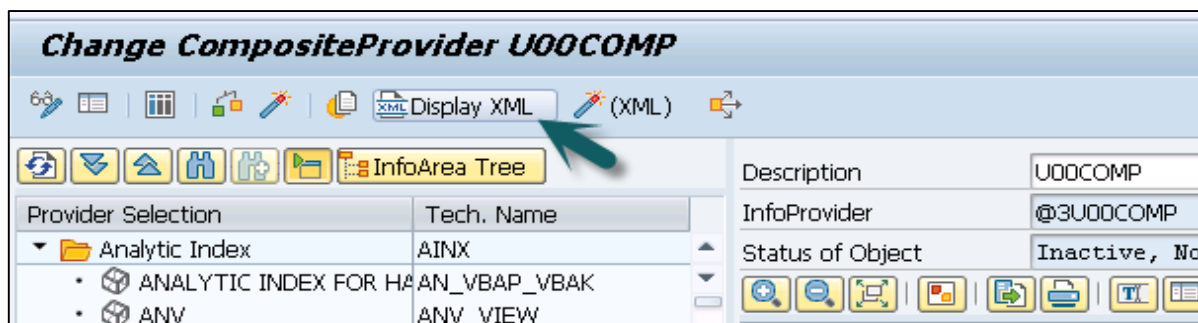 Change CompositeProvider U00COMP
XML Display XML (XML)
InfoArea Tree
Provider Selection Tech. Name
Analytic Index AINX
ANALYTIC INDEX FOR HA AN_VBAP_VBAK
ANV ANV_VIEW
Description U00COMP
InfoProvider @3U00COMP
Status of Object Inactive, No